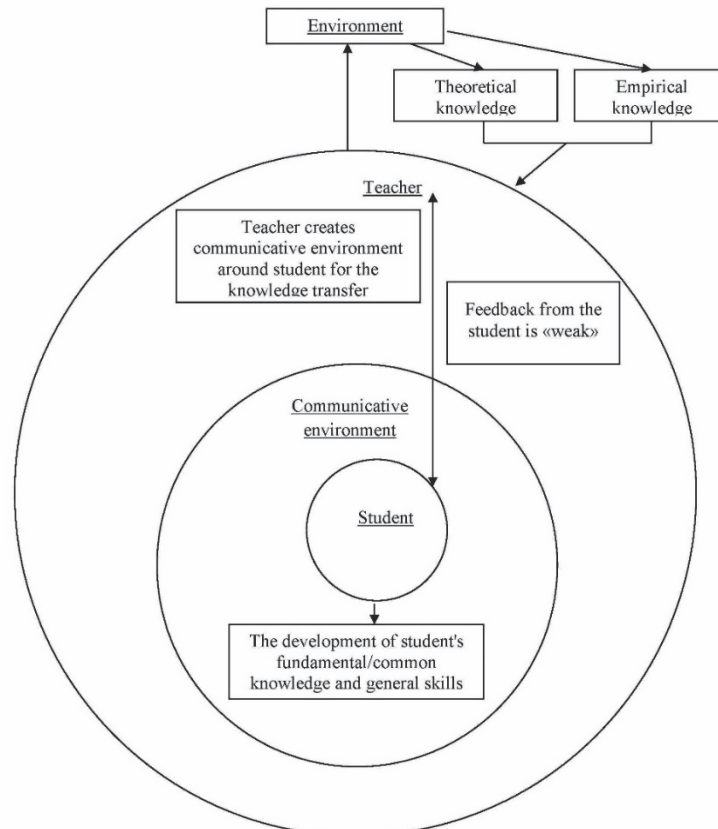 Environment
Theoretical
knowledge
Empirical
knowledge
Teacher
Teacher creates
communicative environment
around student for the
knowledge transfer
Feedback from the
student is «weak»
Communicative
environment
Student
The development of student's
fundamental/common
knowledge and general skills